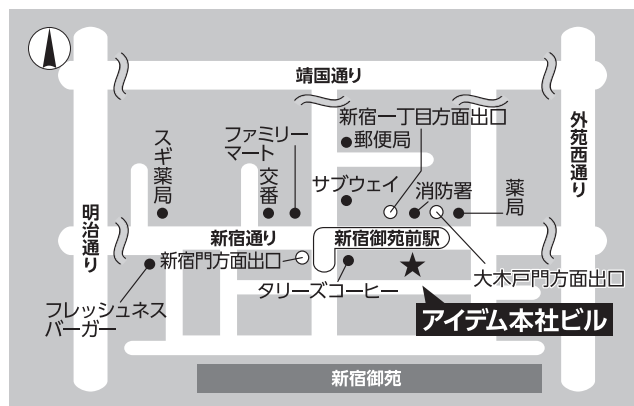 靖国通り
新宿一丁目方面出口
ファミリー
マート
郵便局
外苑西通り
スギ薬局
交番
サブウェイ
消防署
薬局
明治通り
新宿通り
新宿御苑前駅
新宿門方面出口
大木戸門方面出口
タリーズコーヒー
フレッシュネス
バーガー
アイデム本社ビル
新宿御苑